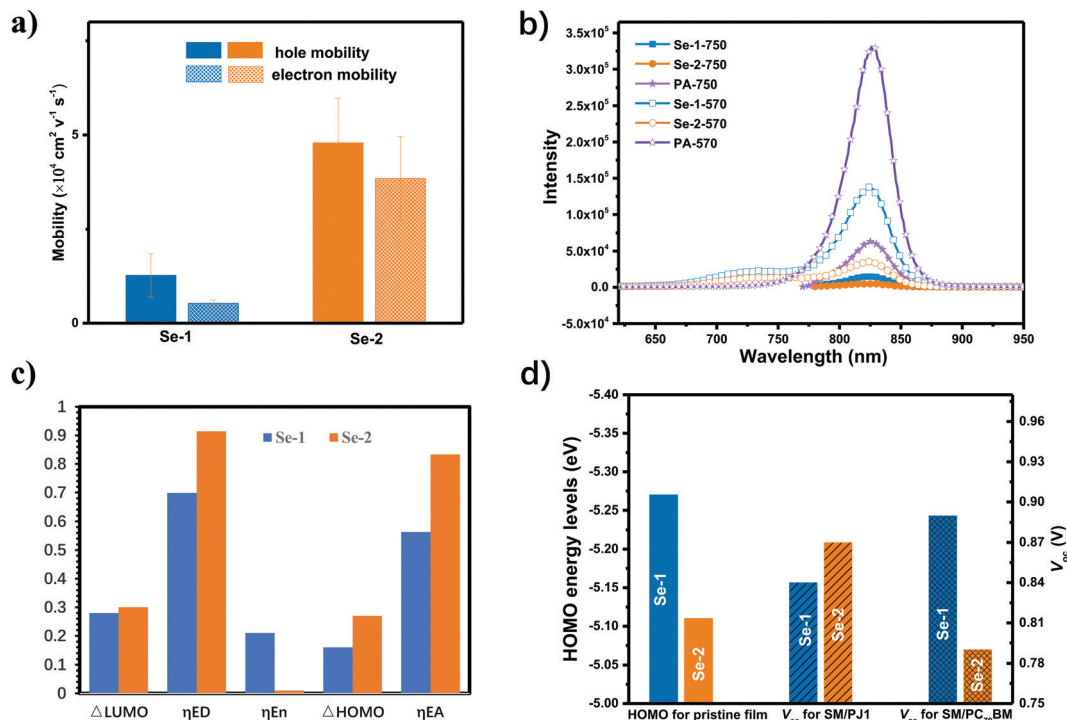 a)
hole mobility
electron mobility
Mobility (×10⁴ cm² v⁻¹ s⁻¹)
5
0
Se-1
Se-2
b)
Se-1-750
Se-2-750
PA-750
Se-1-570
Se-2-570
PA-570
Intensity
3.5x10⁵
3.0x10⁵
2.5x10⁵
2.0x10⁵
1.5x10⁵
1.0x10⁵
5.0x10⁴
0.0
-5.0x10⁴
650 700 750 800 850 900 950
Wavelength (nm)
c)
Se-1 Se-2
1
0.9
0.8
0.7
0.6
0.5
0.4
0.3
0.2
0.1
0
△LUMO ηED ηEn △HOMO ηEA
d)
HOMO energy levels (eV)
-5.40
-5.35
-5.30
-5.25
-5.20
-5.15
-5.10
-5.05
-5.00
Se-1
Se-2
Se-1
Se-2
Se-1
Se-2
0.96
0.93
0.90
0.87
0.84
0.81
0.78
0.75
V_oc (V)
HOMO for pristine film
for SM/PJ1
for